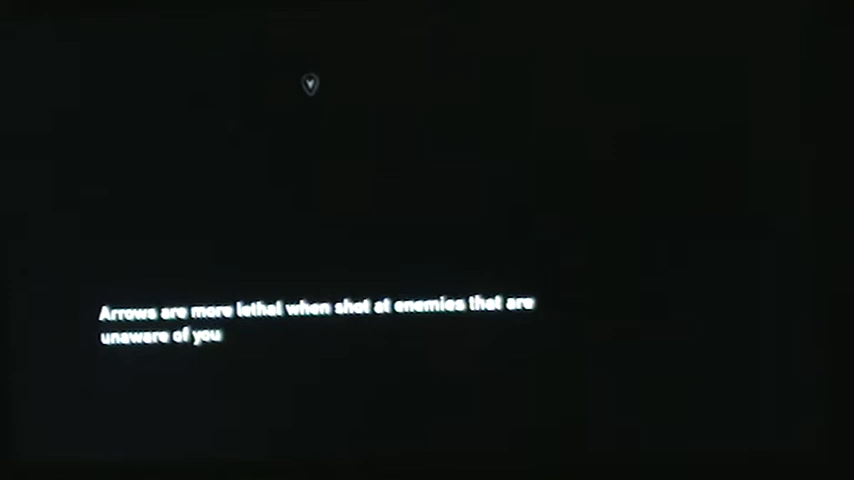 Arrows are more lethal when shot at enemies that are
unaware of you